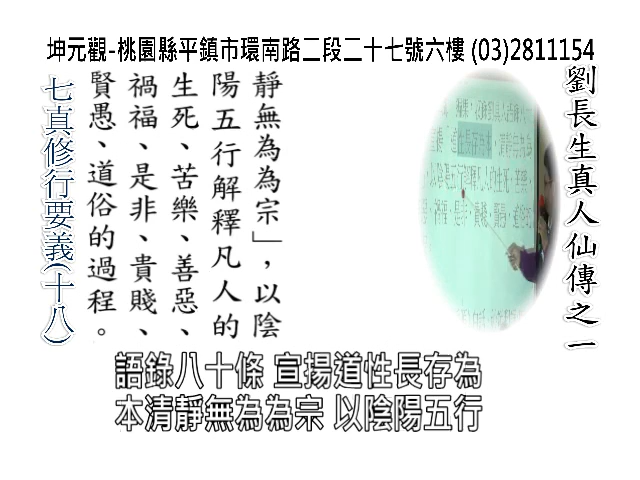 坤元觀-桃園縣平鎮市環南路二段二十七號六樓 (03)2811154
劉長生真人仙傳之一
靜無為為宗」，以陰
陽五行解釋凡人的
生死、苦樂、善惡、
禍福、是非、貴賤、
賢愚、道俗的過程。
七真修行要義(十八)
語錄八十條 宣揚道性長存為
本清靜無為為宗 以陰陽五行